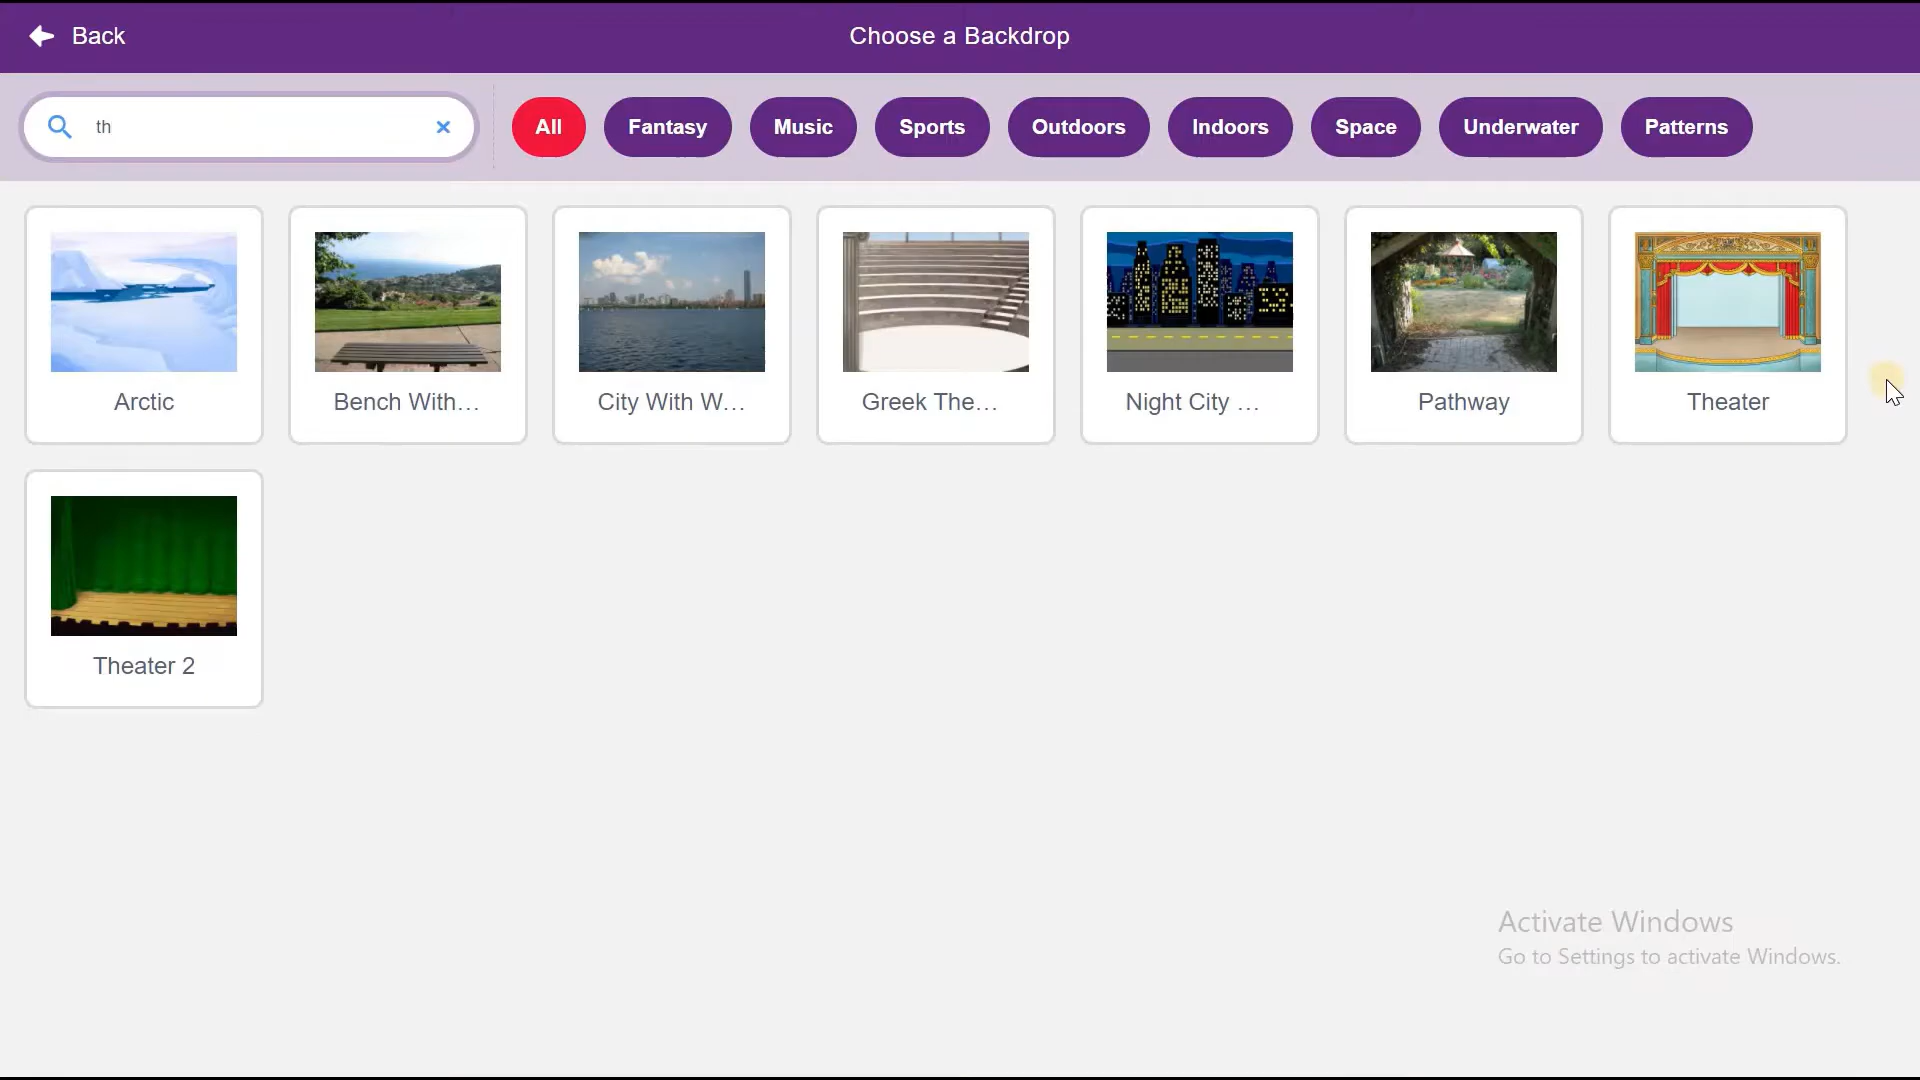 Back
Choose a Backdrop
th
All
Fantasy
Music
Sports
Outdoors
Indoors
Space
Underwater
Patterns
Arctic
Bench With...
City With W...
Greek The...
Night City ...
Pathway
Theater
Theater 2
Activate Windows
Go to Settings to activate Windows.